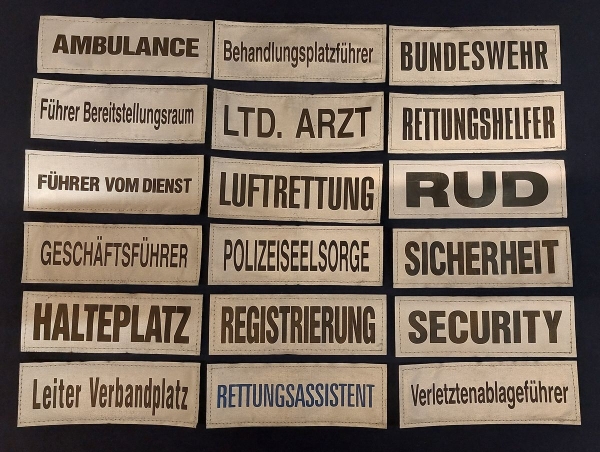 AMBULANCE
Behandlungsplatzführer
BUNDESWEHR
Führer Bereitstellungsraum
LTD. ARZT
RETTUNGSHELFER
FÜHRER VOM DIENST
LUFTRETTUNG
RUD
GESCHÄFTSFÜHRER
POLIZEISEELSORGE
SICHERHEIT
HALTEPLATZ
REGISTRIERUNG
SECURITY
Leiter Verbandplatz
RETTUNGSASSISTENT
Verletztenablageführer